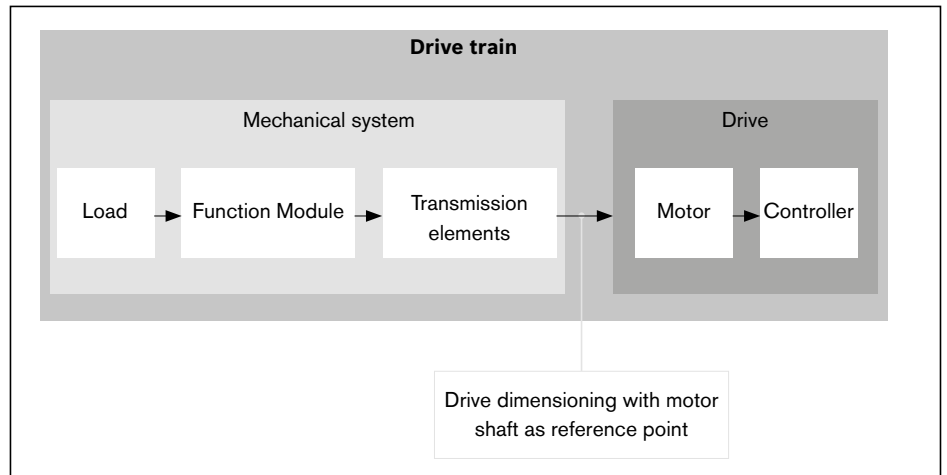 Drive train
Mechanical system
Drive
Load
Function Module
Transmission
elements
Motor
Controller
Drive dimensioning with motor
shaft as reference point